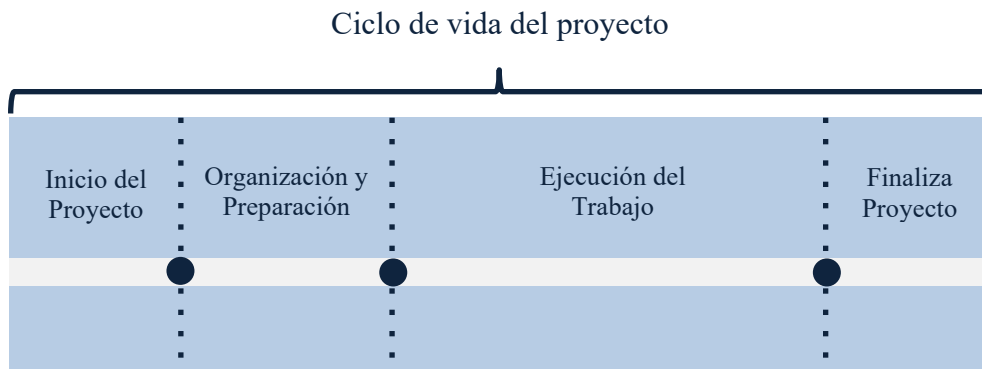 Ciclo de vida del proyecto
Inicio del
Proyecto
Organización y
Preparación
Ejecución del
Trabajo
Finaliza
Proyecto